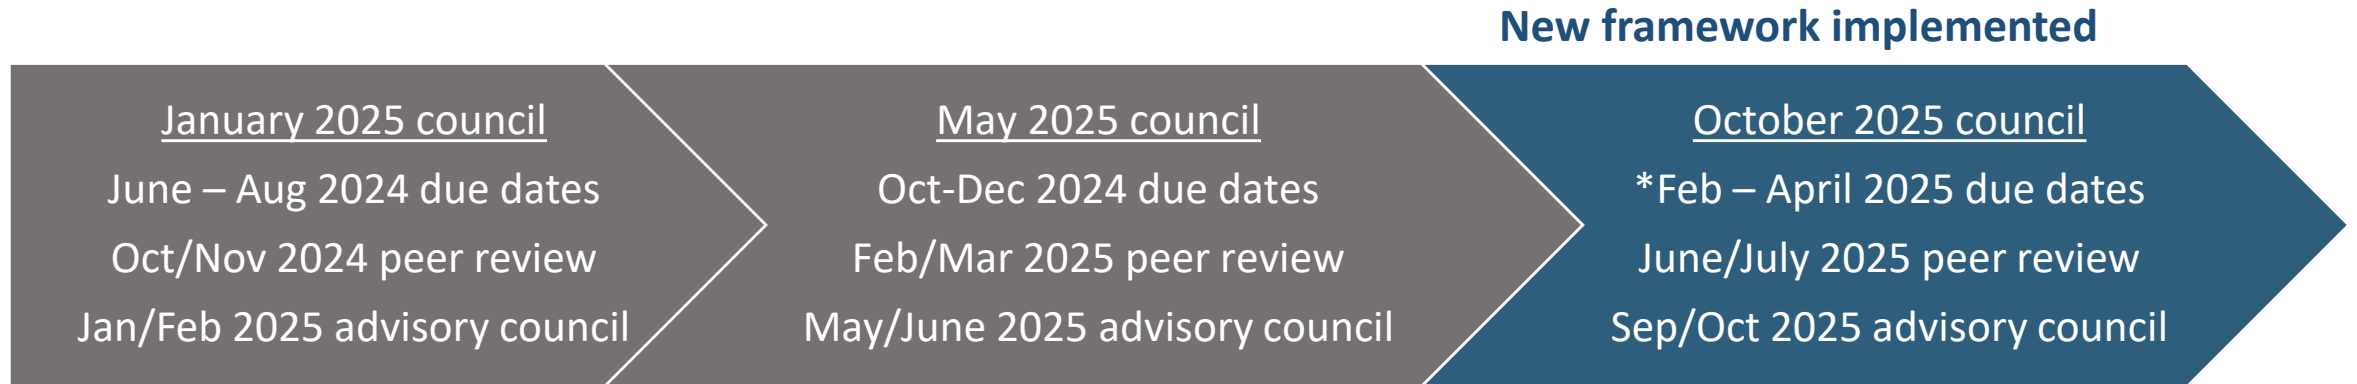 New framework implemented
January 2025 council
June – Aug 2024 due dates
Oct/Nov 2024 peer review
Jan/Feb 2025 advisory council
May 2025 council
Oct-Dec 2024 due dates
Feb/Mar 2025 peer review
May/June 2025 advisory council
October 2025 council
*Feb – April 2025 due dates
June/July 2025 peer review
Sep/Oct 2025 advisory council